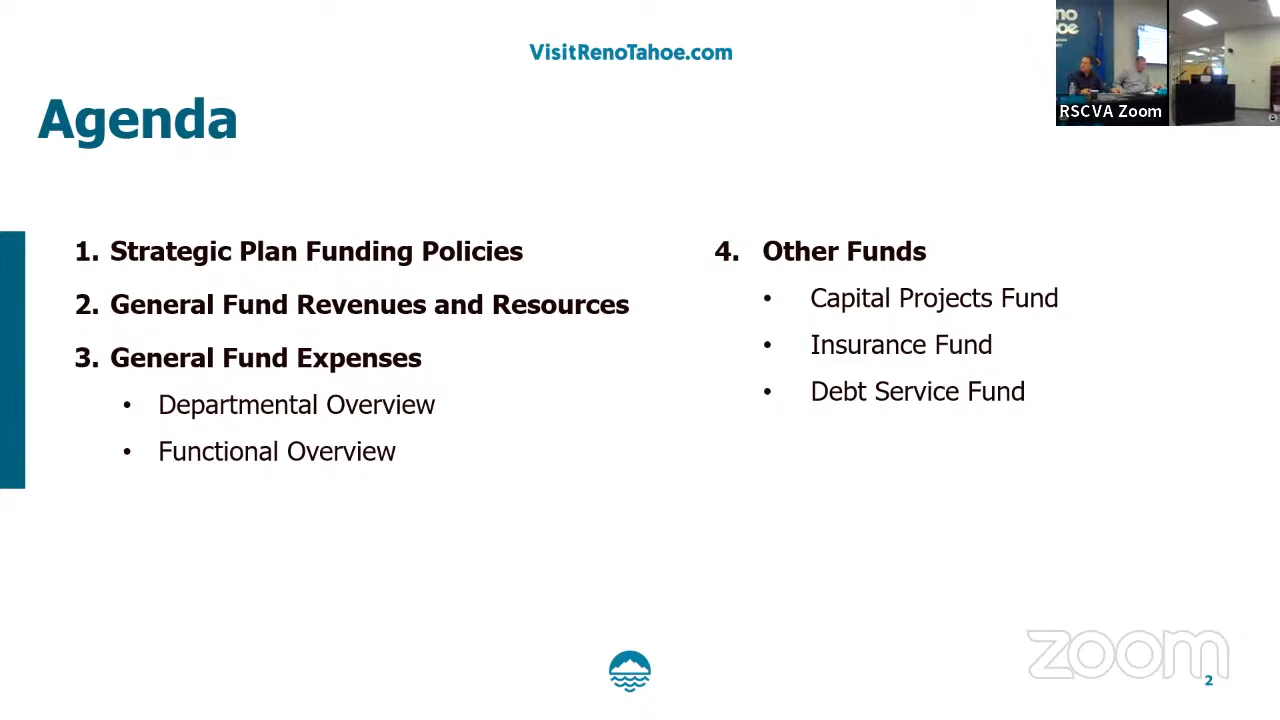 VisitRenoTahoe.com
Agenda
1. Strategic Plan Funding Policies
2. General Fund Revenues and Resources
3. General Fund Expenses
• Departmental Overview
• Functional Overview
4. Other Funds
• Capital Projects Fund
• Insurance Fund
• Debt Service Fund
RSCVA Zoom
zoom
2